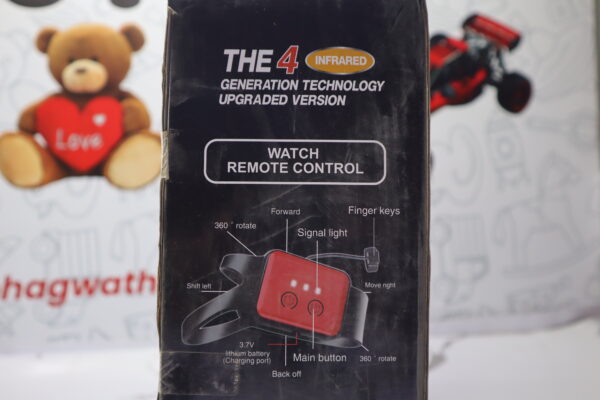 THE 4 INFRARED
GENERATION TECHNOLOGY
UPGRADED VERSION
WATCH
REMOTE CONTROL
Forward
Finger keys
360° rotate
Signal light
Love
Shift left
Move right
hagwath
3.7V
lithium battery
(Charging port)
Main button
360° rotate
Back off